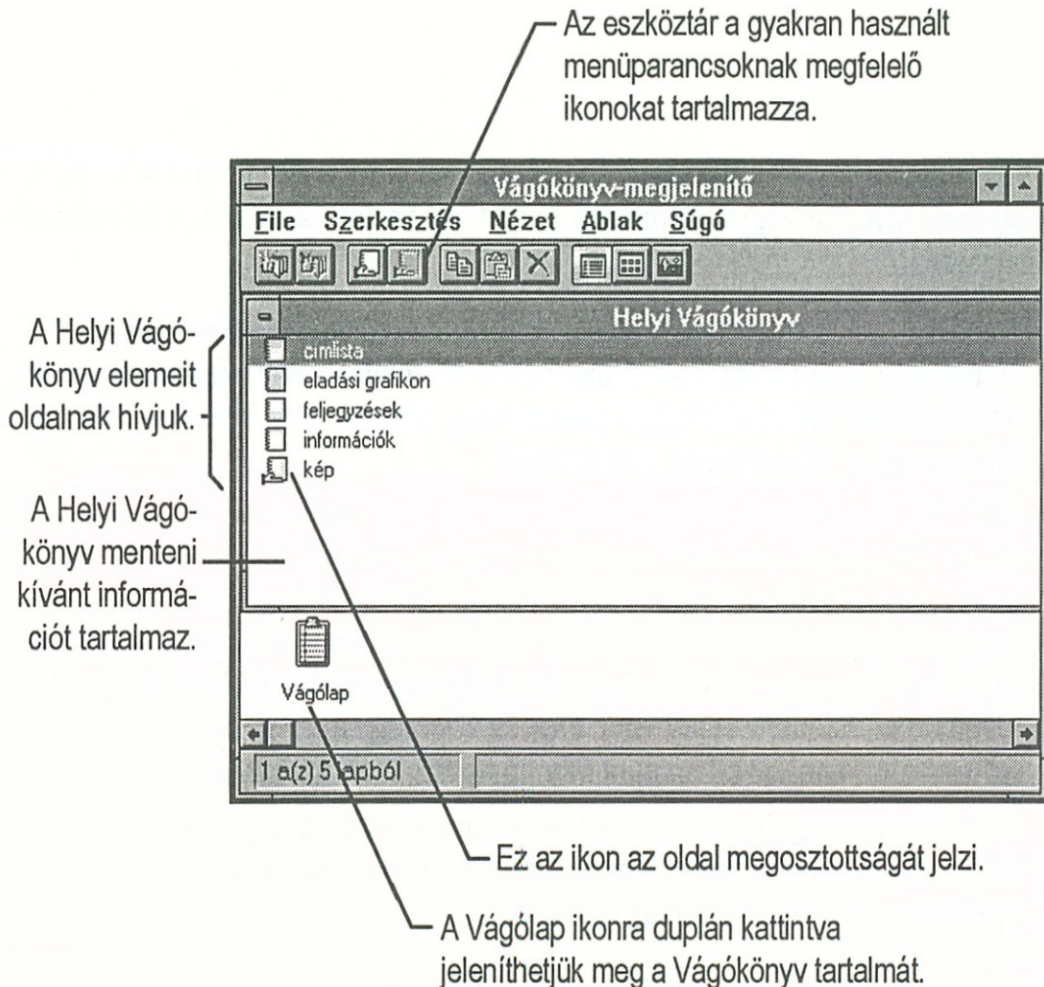 Az eszköztár a gyakran használt
menüparancsoknak megfelelő
ikonokat tartalmazza.
Vágókönyv-megjelenítő
File Szerkesztés Nézet Ablak Súgó
Helyi Vágókönyv
címlista
eladási grafikon
feljegyzések
információk
kép
A Helyi Vágó-
könyv elemeit
oldalnak hívjuk.
A Helyi Vágó-
könyv menteni
kívánt informá-
ciót tartalmaz.
Vágólap
1 a(z) 5 lapból
Ez az ikon az oldal megosztottságát jelzi.
A Vágólap ikonra duplán kattintva
jeleníthetjük meg a Vágókönyv tartalmát.